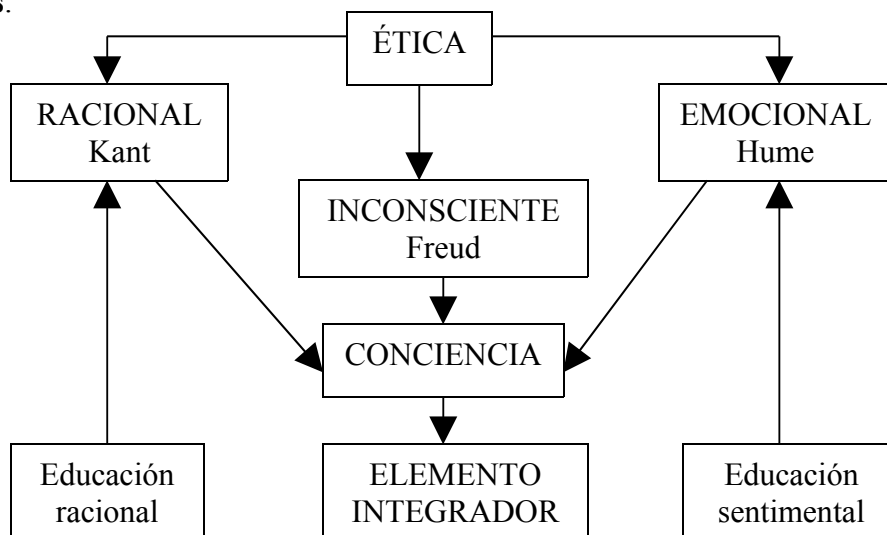 s.
ÉTICA
RACIONAL
Kant
EMOCIONAL
Hume
INCONSCIENTE
Freud
CONCIENCIA
Educación
racional
ELEMENTO
INTEGRADOR
Educación
sentimental